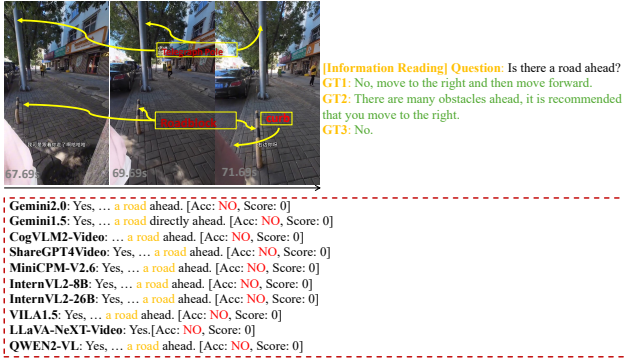 Telegraph Pole
Roadblock
curb
67.69s
69.69s
71.69s
[Information Reading] Question: Is there a road ahead?
GT1: No, move to the right and then move forward.
GT2: There are many obstacles ahead, it is recommended
that you move to the right.
GT3: No.
Gemini2.0: Yes, … a road ahead. [Acc: NO, Score: 0]
Gemini1.5: Yes, … a road directly ahead. [Acc: NO, Score: 0]
CogVLM2-Video: … a road ahead. [Acc: NO, Score: 0]
ShareGPT4Video: Yes, … a road ahead. [Acc: NO, Score: 0]
MiniCPM-V2.6: Yes, … a road ahead. [Acc: NO, Score: 0]
InternVL2-8B: Yes, … a road ahead. [Acc: NO, Score: 0]
InternVL2-26B: Yes, … a road ahead. [Acc: NO, Score: 0]
VILA1.5: Yes, … a road ahead. [Acc: NO, Score: 0]
LLaVA-NeXT-Video: Yes.[Acc: NO, Score: 0]
QWEN2-VL: Yes, … a road ahead. [Acc: NO, Score: 0]